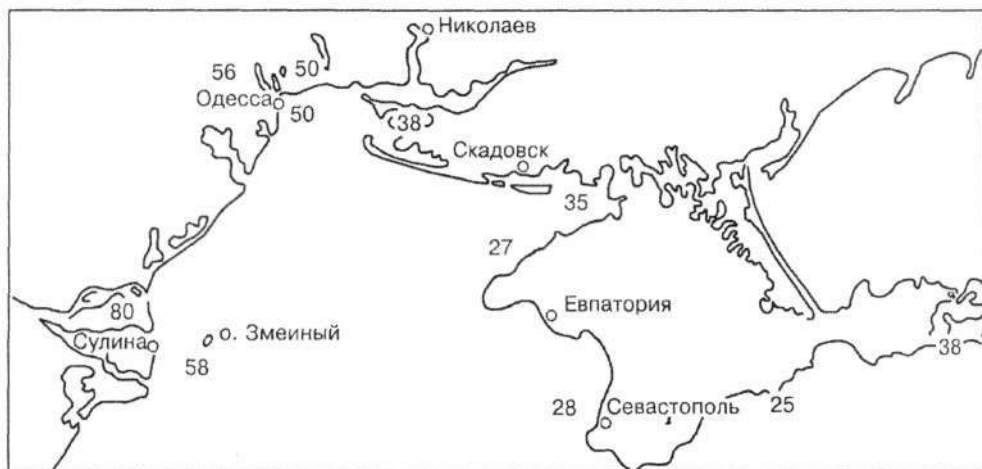 Николаев
56
50
Одесса
50
(38)
Скадовск
35
27
80
Евпатория
о. Змеиный
Сулина
58
38
28
Севастополь
25